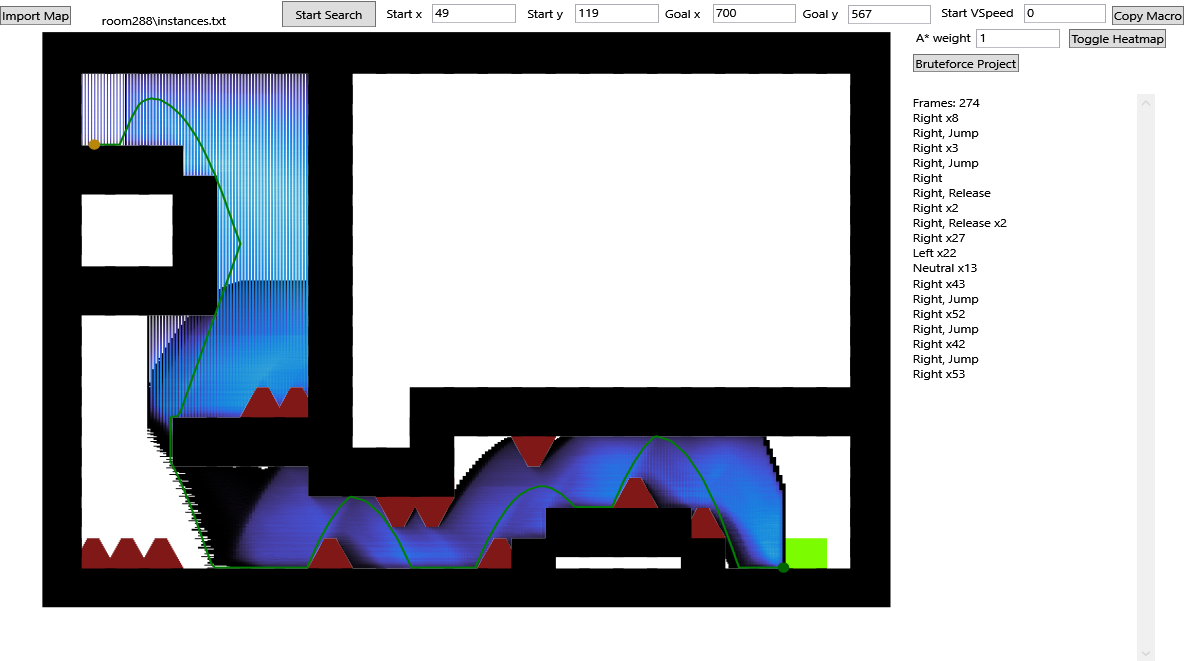 Import Map room288\instances.txt Start Search Start x 49 Start y 119 Goal x 700 Goal y 567 Start VSpeed 0 Copy Macro
A* weight 1 Toggle Heatmap
Bruteforce Project
Frames: 274
Right x8
Right, Jump
Right x3
Right, Jump
Right
Right, Release
Right x2
Right, Release x2
Right x27
Left x22
Neutral x13
Right x43
Right, Jump
Right x52
Right, Jump
Right x42
Right, Jump
Right x53